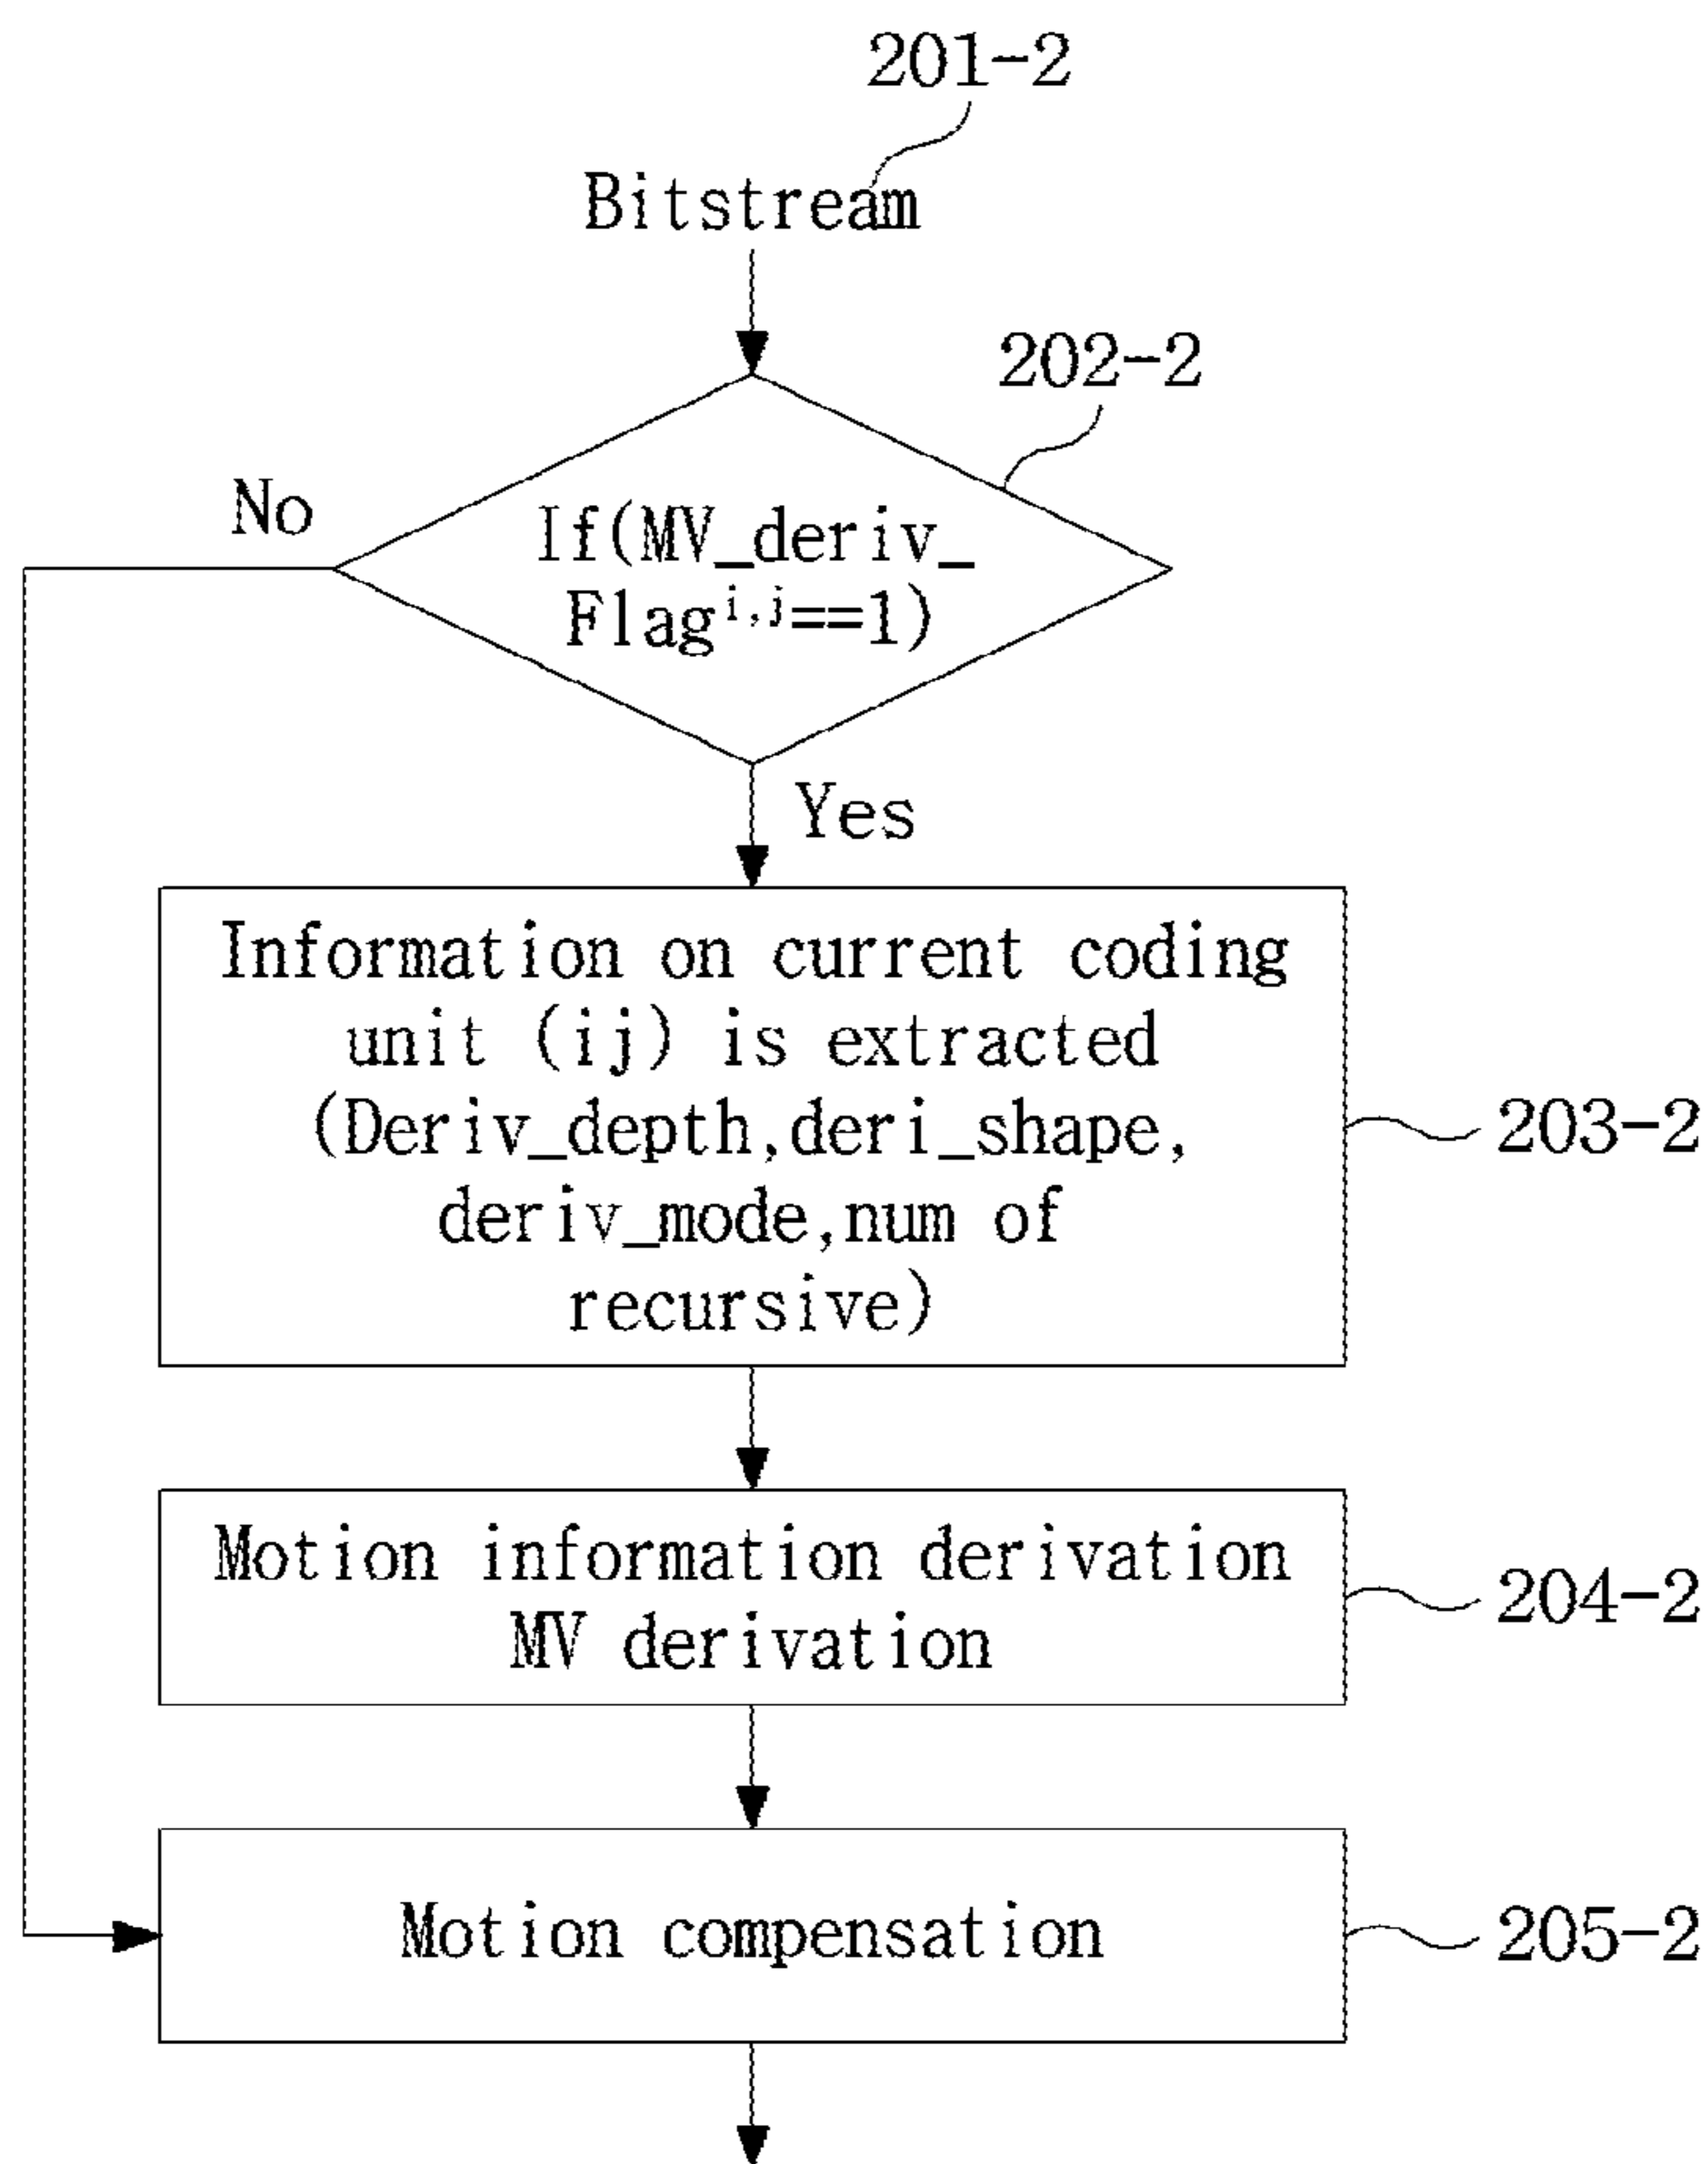 201-2
Bitstream
202-2
No
If(MV_deriv_
Flag^i,j==1)
Yes
Information on current coding
unit (ij) is extracted
(Deriv_depth,deri_shape,
deriv_mode,num of
recursive)
203-2
Motion information derivation
MV derivation
204-2
Motion compensation
205-2